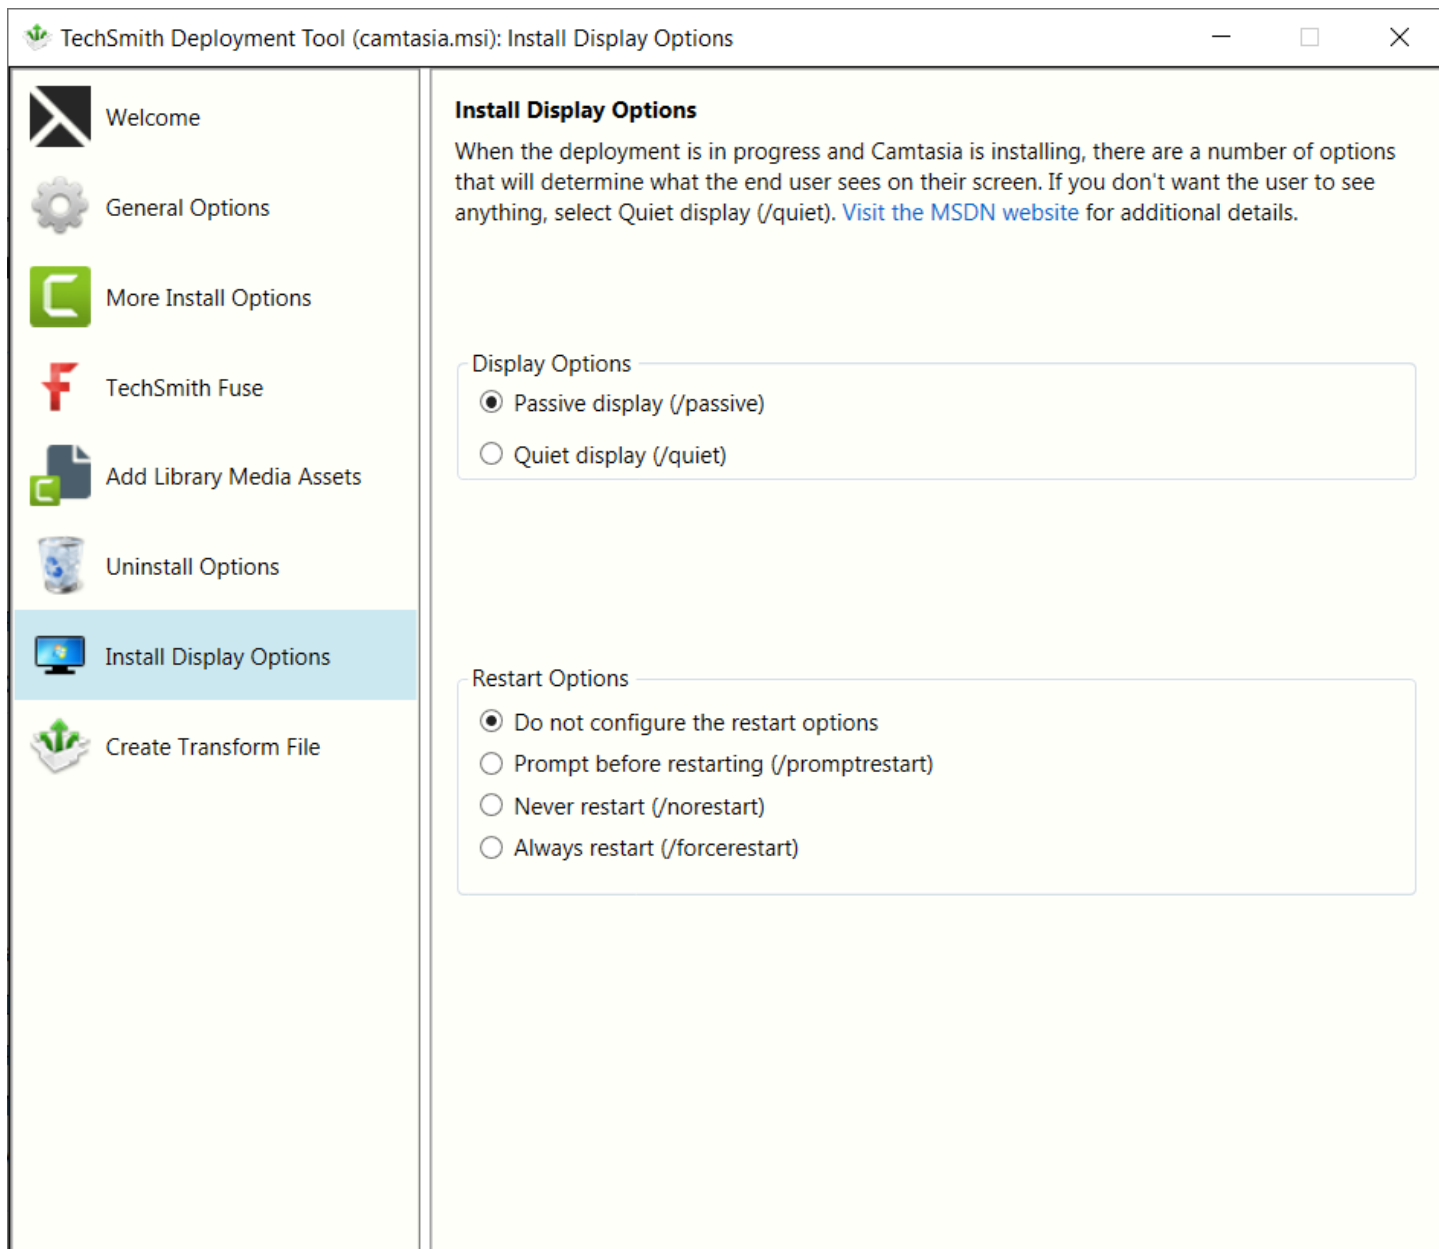 TechSmith Deployment Tool (camtasia.msi): Install Display Options
Welcome
General Options
More Install Options
TechSmith Fuse
Add Library Media Assets
Uninstall Options
Install Display Options
Create Transform File
Install Display Options
When the deployment is in progress and Camtasia is installing, there are a number of options
that will determine what the end user sees on their screen. If you don't want the user to see
anything, select Quiet display (/quiet). Visit the MSDN website for additional details.
Display Options
Passive display (/passive)
Quiet display (/quiet)
Restart Options
Do not configure the restart options
Prompt before restarting (/promptrestart)
Never restart (/norestart)
Always restart (/forcerestart)